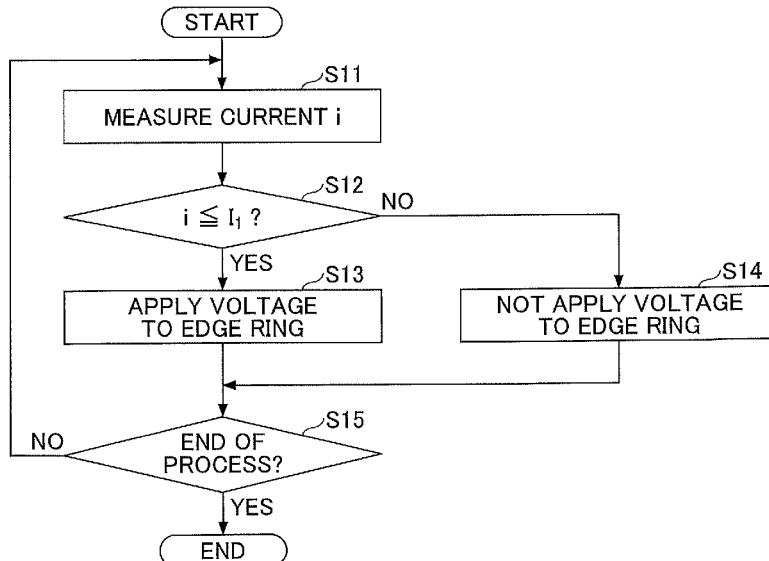 START
S11
MEASURE CURRENT i
S12
i ≦ I₁ ?
NO
YES
S13
APPLY VOLTAGE
TO EDGE RING
S14
NOT APPLY VOLTAGE
TO EDGE RING
S15
NO
END OF
PROCESS?
YES
END